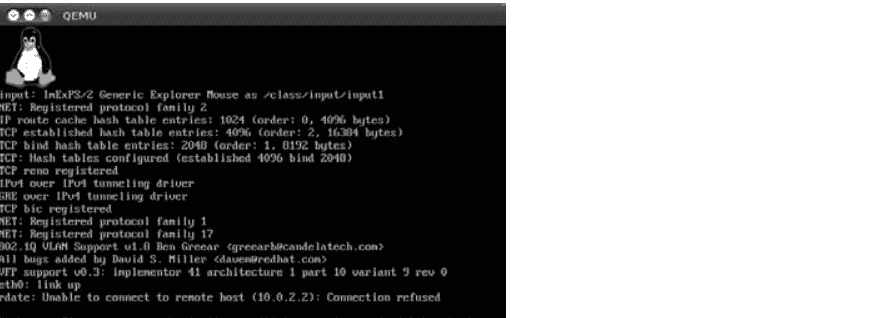 QEMU
input: ImExPS/2 Generic Explorer Mouse as /class/input/input1
NET: Registered protocol family 2
IP route cache hash table entries: 1024 (order: 0, 4096 bytes)
TCP established hash table entries: 4096 (order: 2, 16384 bytes)
TCP bind hash table entries: 2048 (order: 1, 8192 bytes)
TCP: Hash tables configured (established 4096 bind 2048)
TCP reno registered
IPv4 over IPv4 tunneling driver
GRE over IPv4 tunneling driver
TCP bic registered
NET: Registered protocol family 1
NET: Registered protocol family 17
802.1Q VLAN Support v1.8 Ben Greear <greearb@candelatech.com>
All bugs added by David S. Miller <davem@redhat.com>
VFP support v0.3: implementor 41 architecture 1 part 10 variant 9 rev 0
eth0: link up
rdate: Unable to connect to remote host (10.0.2.2): Connection refused